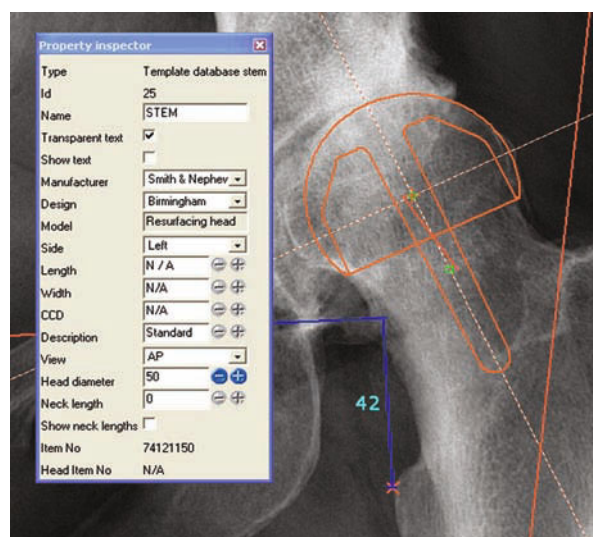 Property inspector
Type Template database stem
Id 25
Name STEM
Transparent text
Show text
Manufacturer Smith & Nephev
Design Birmingham
Model Resurfacing head
Side Left
Length N / A
Width N/A
CCD N/A
Description Standard
View AP
Head diameter 50
Neck length 0
Show neck lengths
Item No 74121150
Head Item No N/A
42